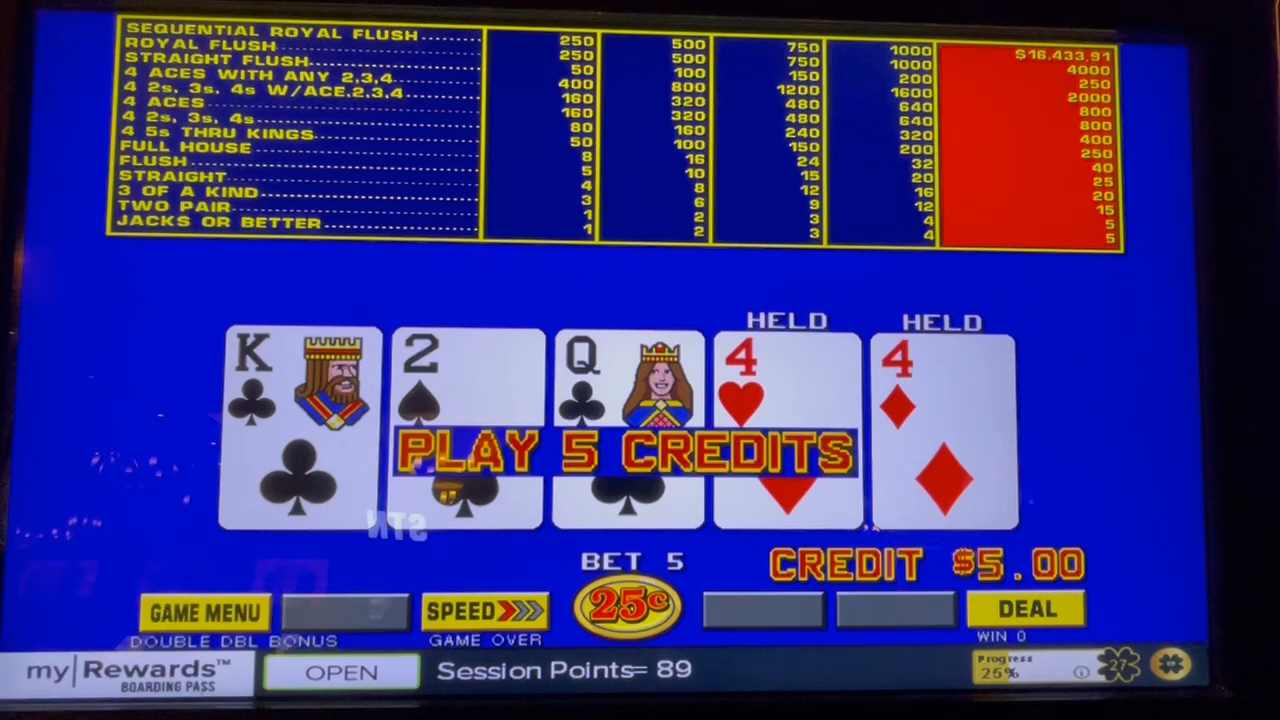 SEQUENTIAL ROYAL FLUSH 250 500 750 1000 $16,433.91
ROYAL FLUSH 250 500 750 1000 4000
STRAIGHT FLUSH 50 100 150 200 250
4 ACES WITH ANY 2,3,4 400 800 1200 1600 2000
4 2s, 3s, 4s W/ACE,2,3,4 160 320 480 640 800
4 ACES 160 320 480 640 800
4 2s, 3s, 4s 80 160 240 320 400
4 5s THRU KINGS 50 100 150 200 250
FULL HOUSE 8 16 24 32 40
FLUSH 5 10 15 20 25
STRAIGHT 4 8 12 16 20
3 OF A KIND 3 6 9 12 15
TWO PAIR 1 2 3 4 5
JACKS OR BETTER 1 2 3 4 5
HELD HELD
K 2 Q 4 4
PLAY 5 CREDITS
BET 5 CREDIT $5.00
GAME MENU SPEED 25¢ DEAL
DOUBLE DBL BONUS GAME OVER WIN 0
my|Rewards™ OPEN Session Points= 89 Progress 27
BOARDING PASS 25%